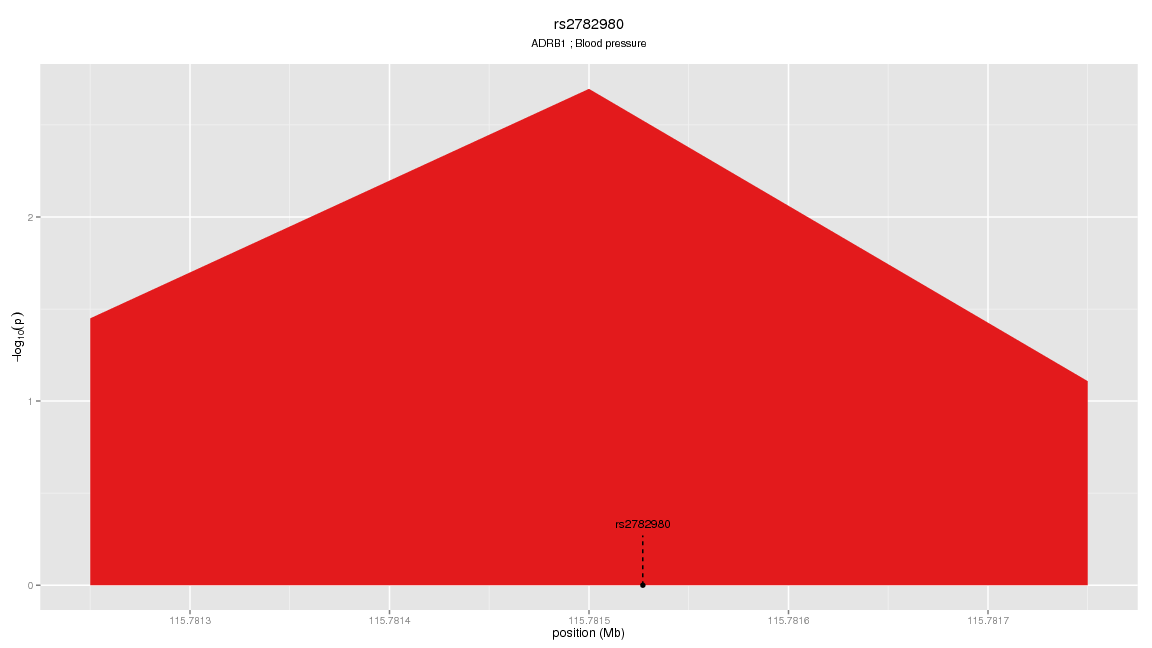 rs2782980
ADRB1 ; Blood pressure
−log10(p)
2
1
0
rs2782980
115.7813 115.7814 115.7815 115.7816 115.7817
position (Mb)